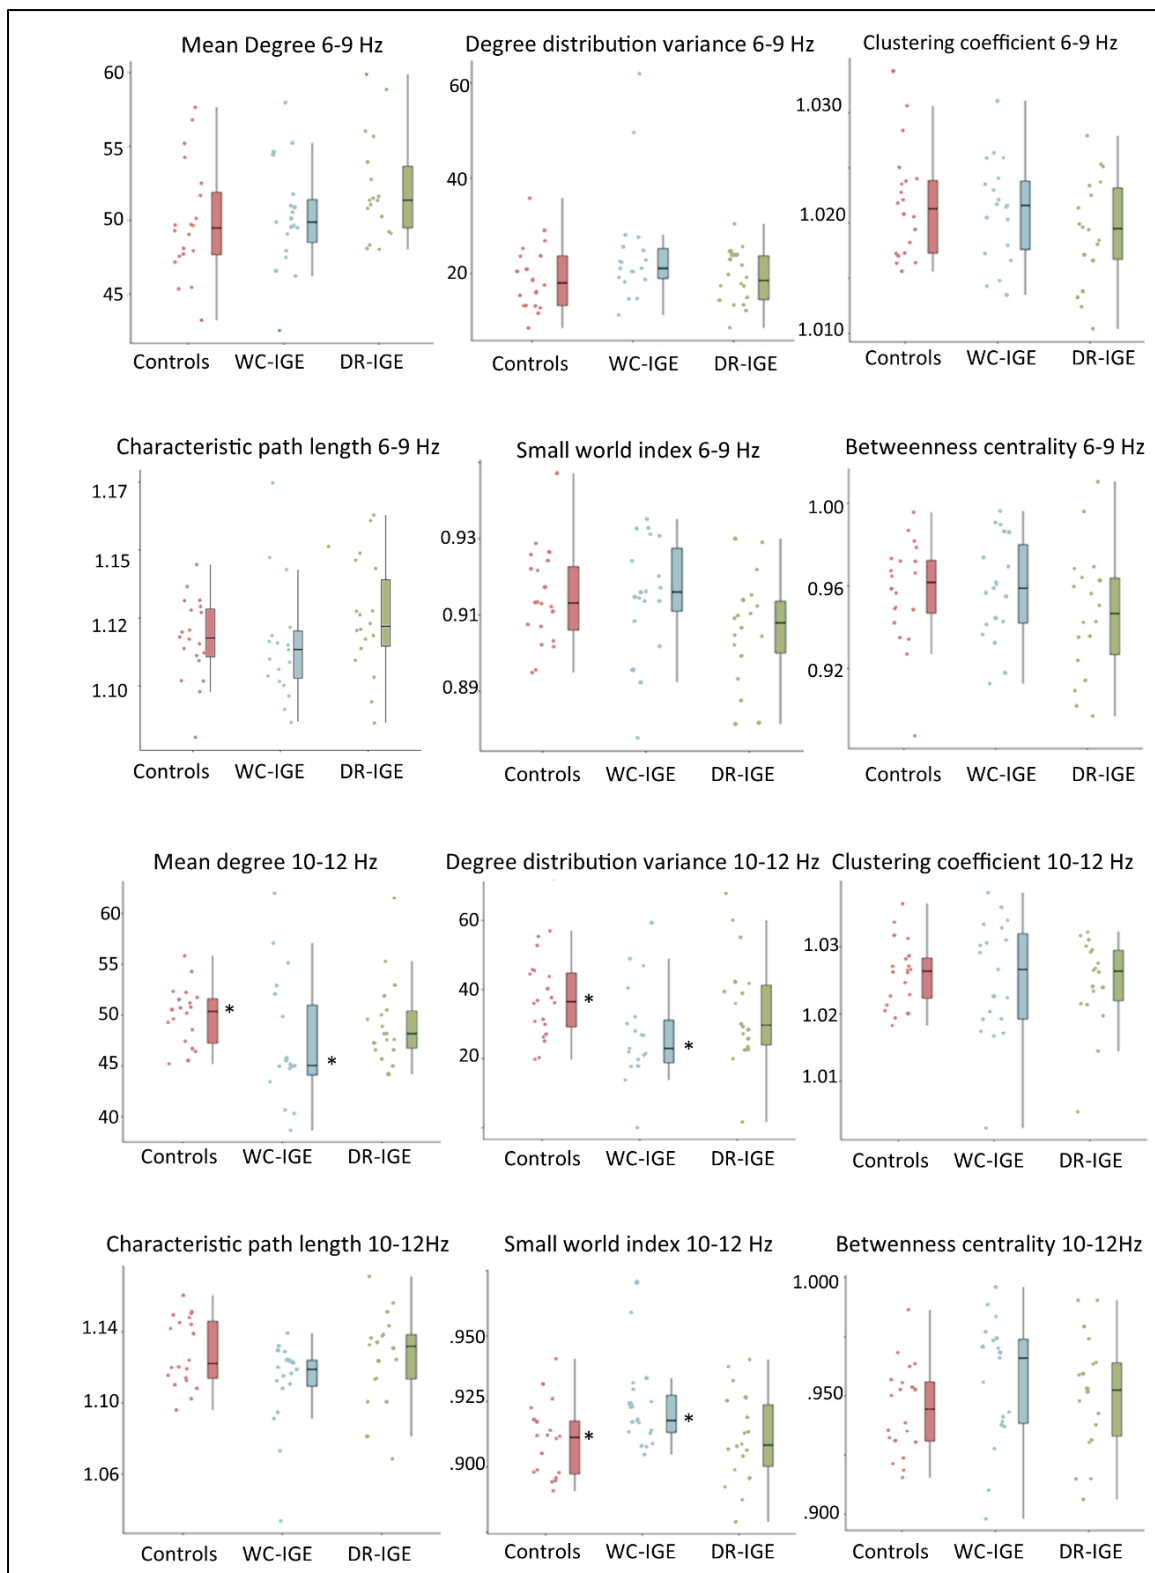 Mean Degree 6-9 Hz
Degree distribution variance 6-9 Hz
Clustering coefficient 6-9 Hz
60
55
50
45
Controls WC-IGE DR-IGE
60
40
20
Controls WC-IGE DR-IGE
1.030
1.020
1.010
Controls WC-IGE DR-IGE
Characteristic path length 6-9 Hz
Small world index 6-9 Hz
Betweenness centrality 6-9 Hz
1.17
1.15
1.12
1.10
Controls WC-IGE DR-IGE
0.93
0.91
0.89
Controls WC-IGE DR-IGE
1.00
0.96
0.92
Controls WC-IGE DR-IGE
Mean degree 10-12 Hz
Degree distribution variance 10-12 Hz
Clustering coefficient 10-12 Hz
60
55
50
45
40
*
*
Controls WC-IGE DR-IGE
60
40
20
*
*
Controls WC-IGE DR-IGE
1.03
1.02
1.01
Controls WC-IGE DR-IGE
Characteristic path length 10-12Hz
Small world index 10-12 Hz
Betwenness centrality 10-12Hz
1.14
1.10
1.06
Controls WC-IGE DR-IGE
.950
.925
.900
*
*
Controls WC-IGE DR-IGE
1.000
.950
.900
Controls WC-IGE DR-IGE